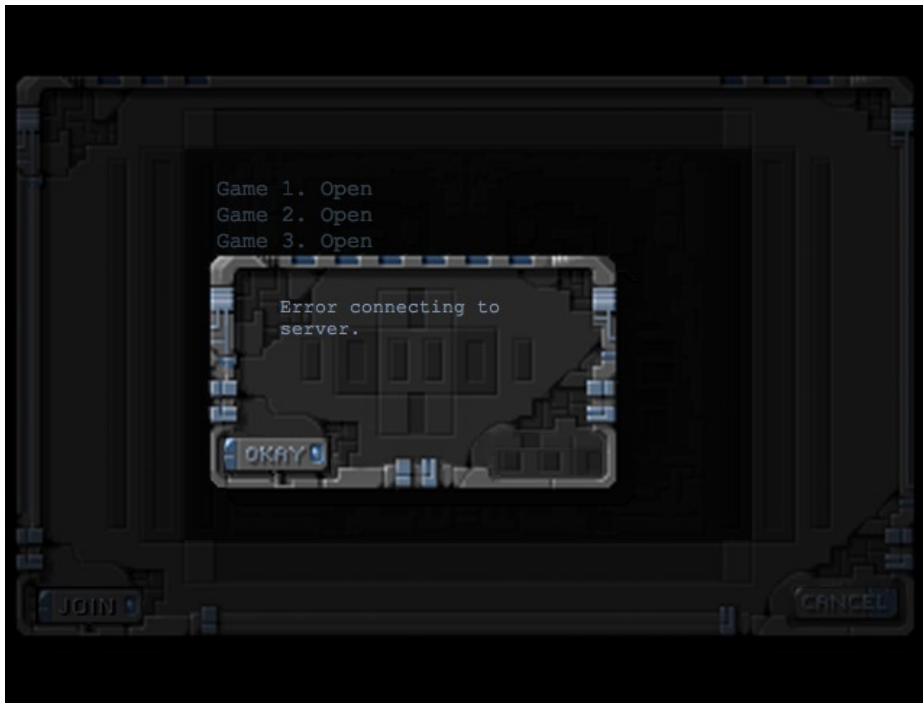 Game 1. Open
Game 2. Open
Game 3. Open
Error connecting to
server.
OKAY
JOIN
CANCEL